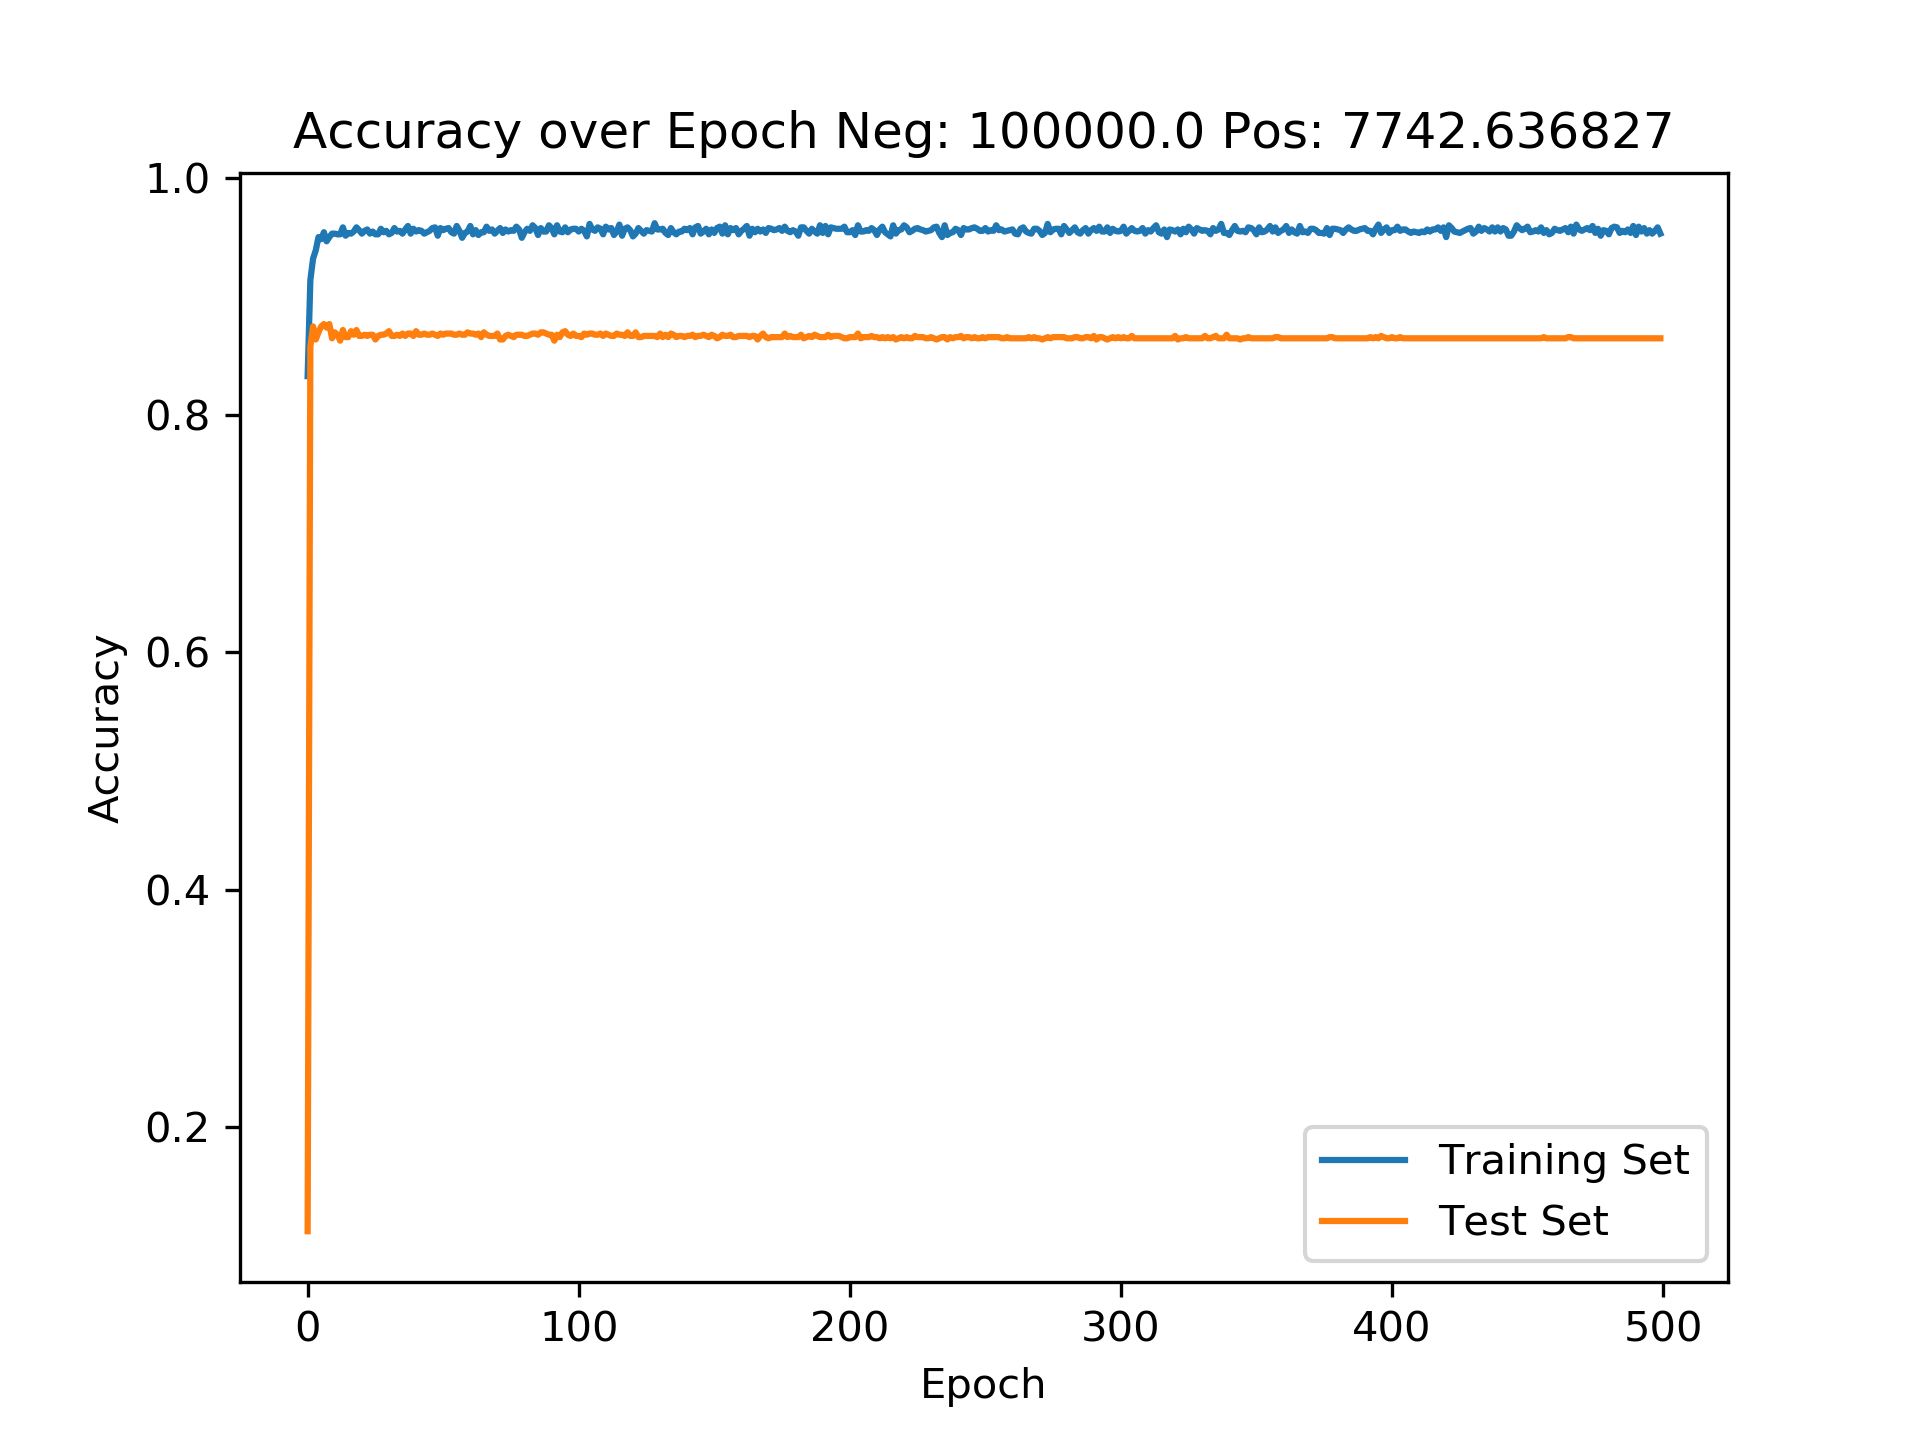 Accuracy over Epoch Neg: 100000.0 Pos: 7742.636827
1.0
0.8
0.6
0.4
0.2
Accuracy
0 100 200 300 400 500
Epoch
Training Set
Test Set